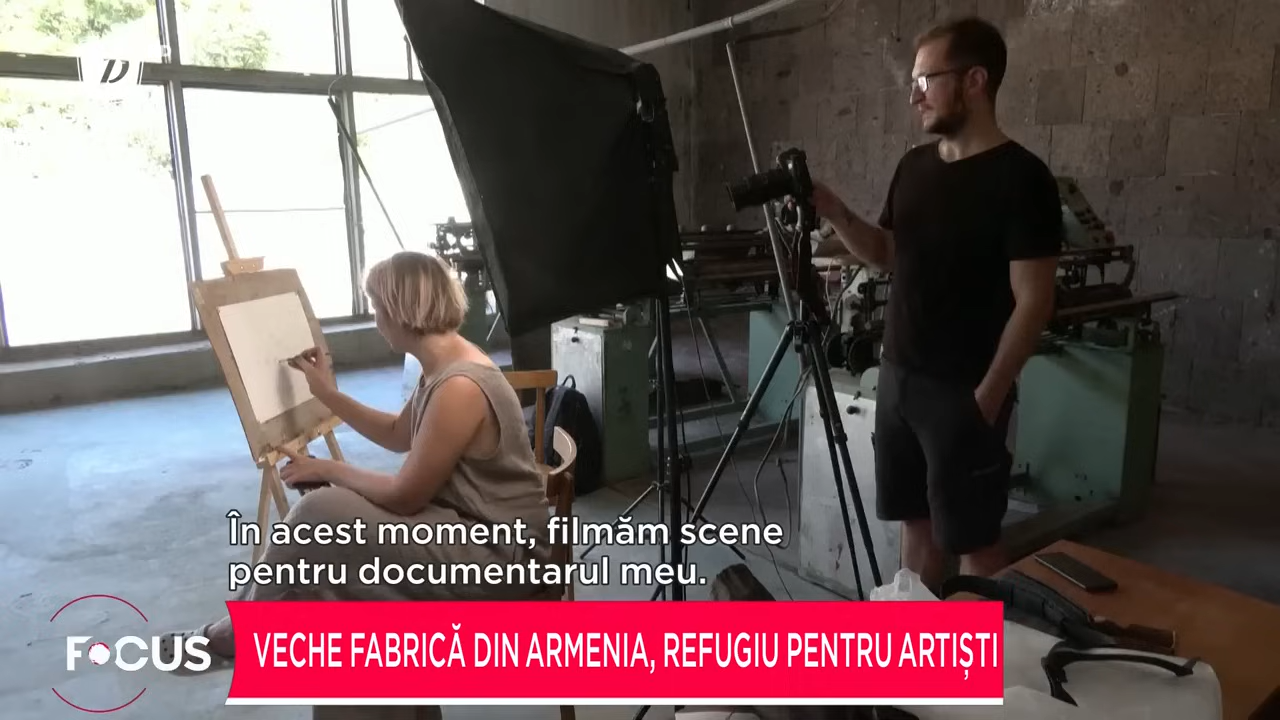 D
În acest moment, filmăm scene
pentru documentarul meu.
FOCUS
VECHE FABRICĂ DIN ARMENIA, REFUGIU PENTRU ARTIȘTI